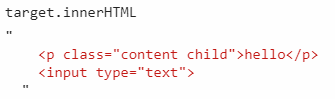 target.innerHTML
"
<p class="content child">hello</p>
<input type="text">
"